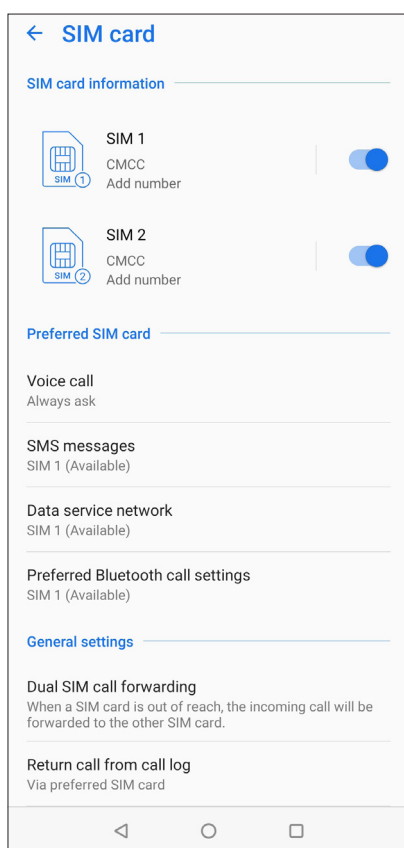 SIM card
SIM card information
SIM 1
CMCC
Add number
SIM 1
SIM 2
CMCC
Add number
SIM 2
Preferred SIM card
Voice call
Always ask
SMS messages
SIM 1 (Available)
Data service network
SIM 1 (Available)
Preferred Bluetooth call settings
SIM 1 (Available)
General settings
Dual SIM call forwarding
When a SIM card is out of reach, the incoming call will be
forwarded to the other SIM card.
Return call from call log
Via preferred SIM card